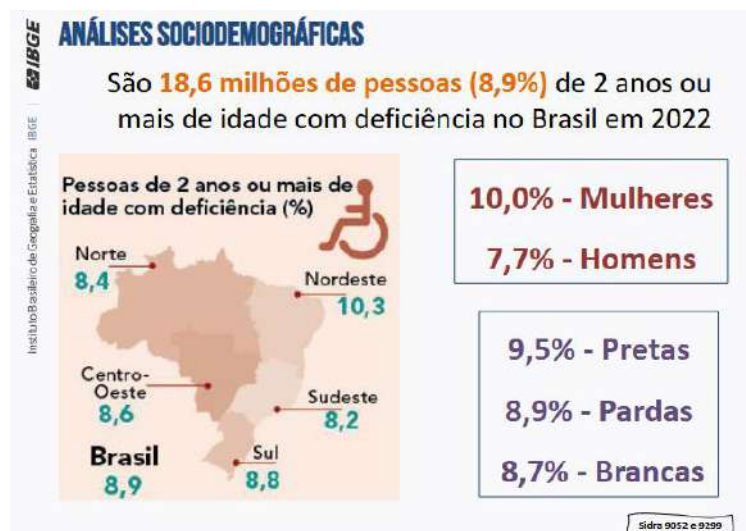 ANÁLISES SOCIODEMOGRÁFICAS
São 18,6 milhões de pessoas (8,9%) de 2 anos ou
mais de idade com deficiência no Brasil em 2022
IBGE
Instituto Brasileiro de Geografia e Estatística | IBGE
Pessoas de 2 anos ou mais de
idade com deficiência (%)
Norte
8,4
Nordeste
10,3
Centro-
Oeste
8,6
Sudeste
8,2
Brasil
8,9
Sul
8,8
10,0% - Mulheres
7,7% - Homens
9,5% - Pretas
8,9% - Pardas
8,7% - Brancas
Sidra 9052 e 9299